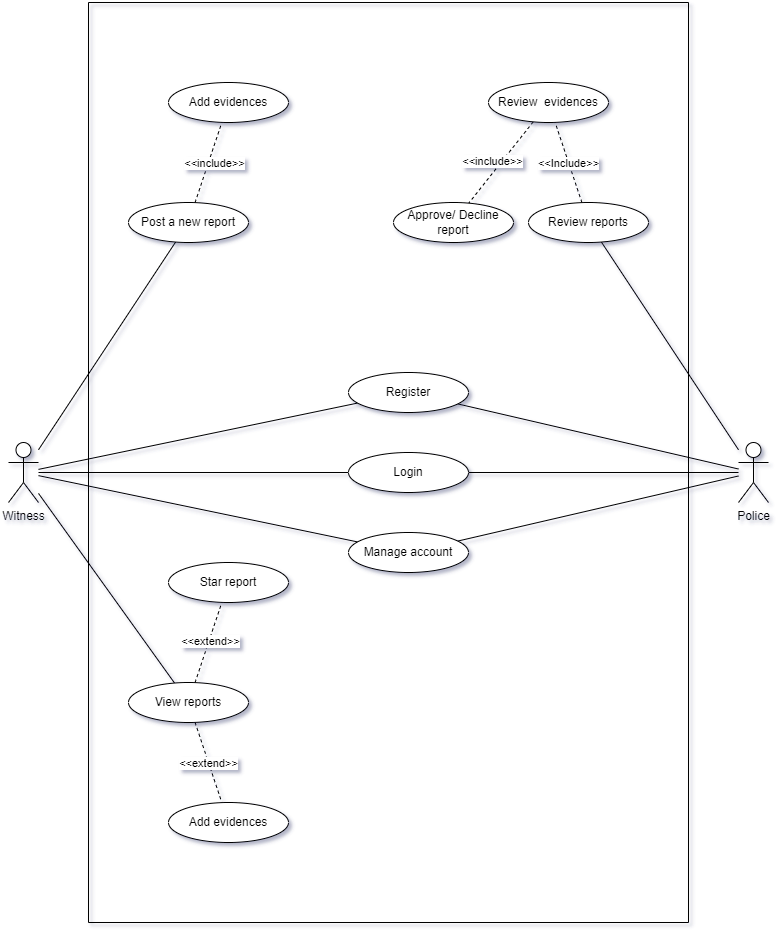 Add evidences
Review  evidences
<<include>>
<<include>>
<<Include>>
Post a new report
Approve/ Decline
report
Review reports
Register
Login
Witness
Police
Manage account
Star report
<<extend>>
View reports
<<extend>>
Add evidences